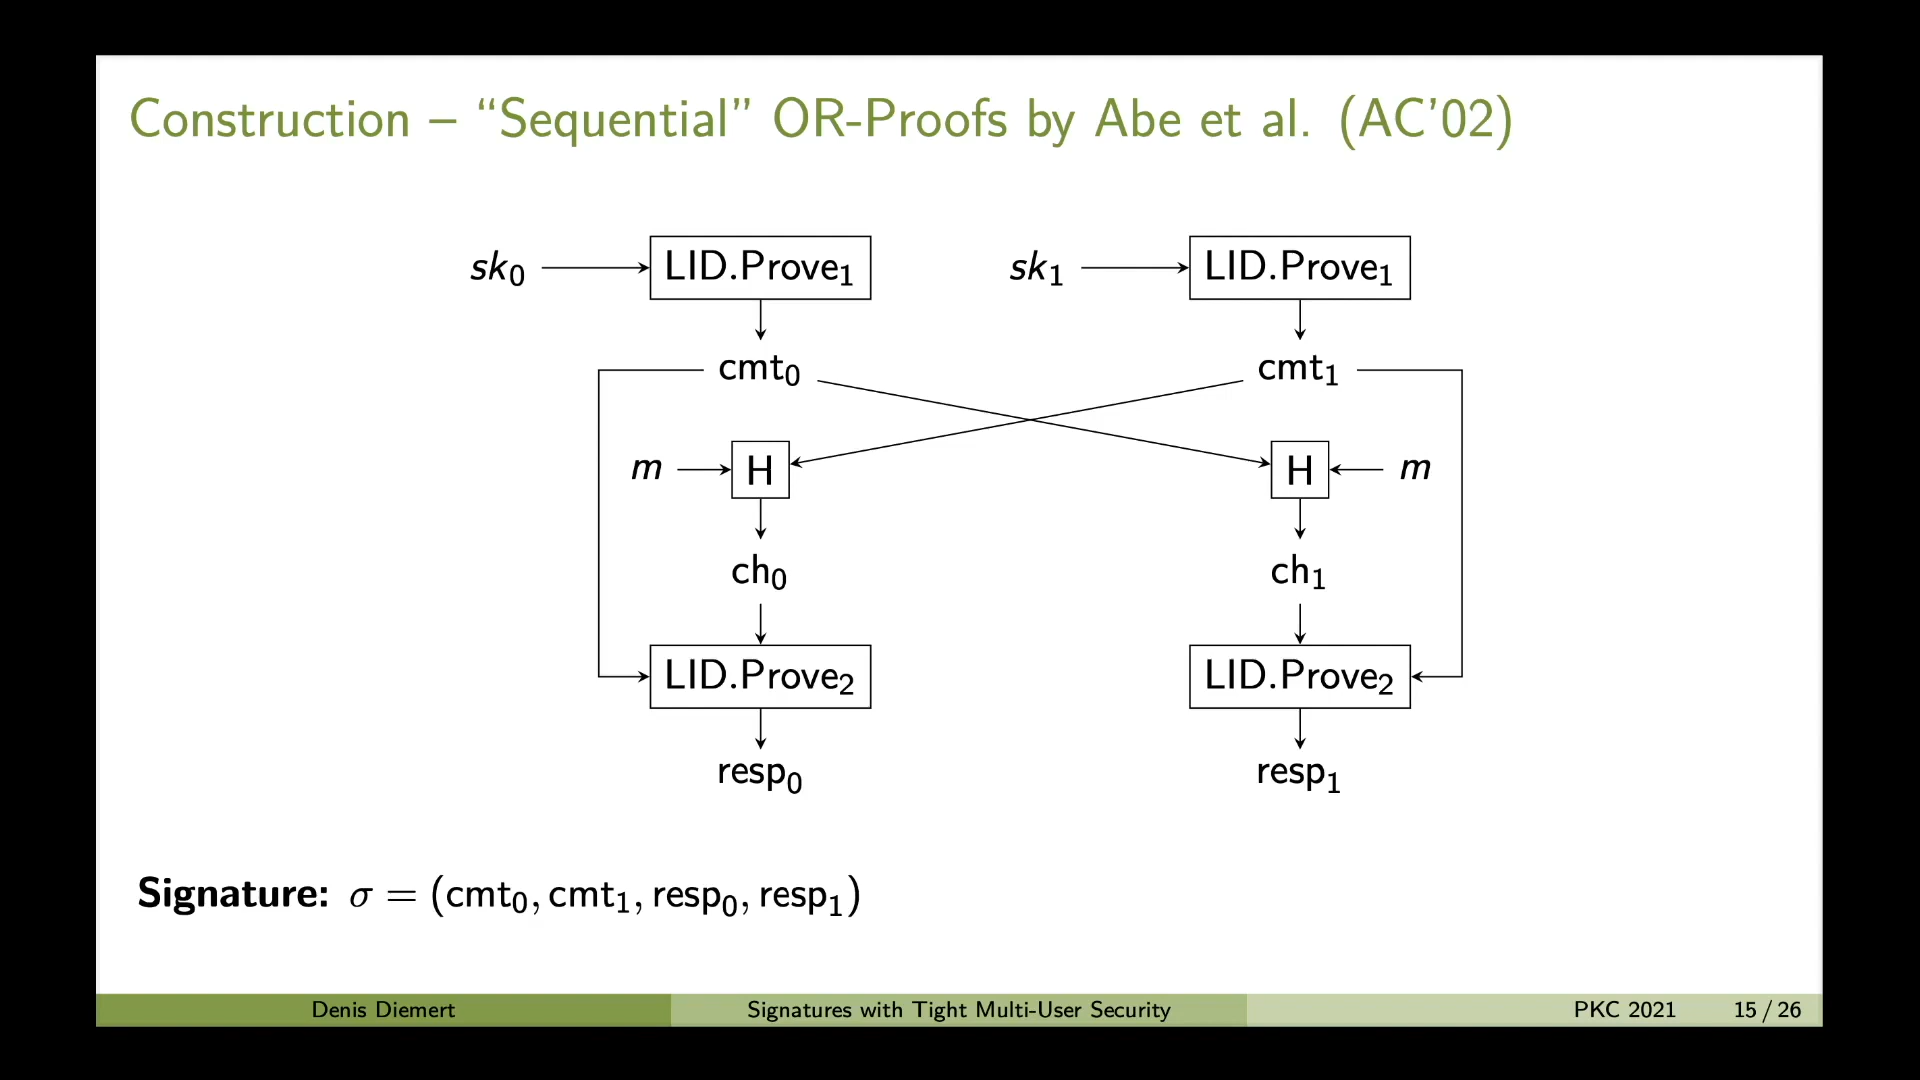 Construction – “Sequential” OR-Proofs by Abe et al. (AC’02)
sk₀ LID.Prove₁ sk₁ LID.Prove₁
cmt₀ cmt₁
m H H m
ch₀ ch₁
LID.Prove₂ LID.Prove₂
resp₀ resp₁
Signature: σ = (cmt₀, cmt₁, resp₀, resp₁)
Denis Diemert Signatures with Tight Multi-User Security PKC 2021 15 / 26